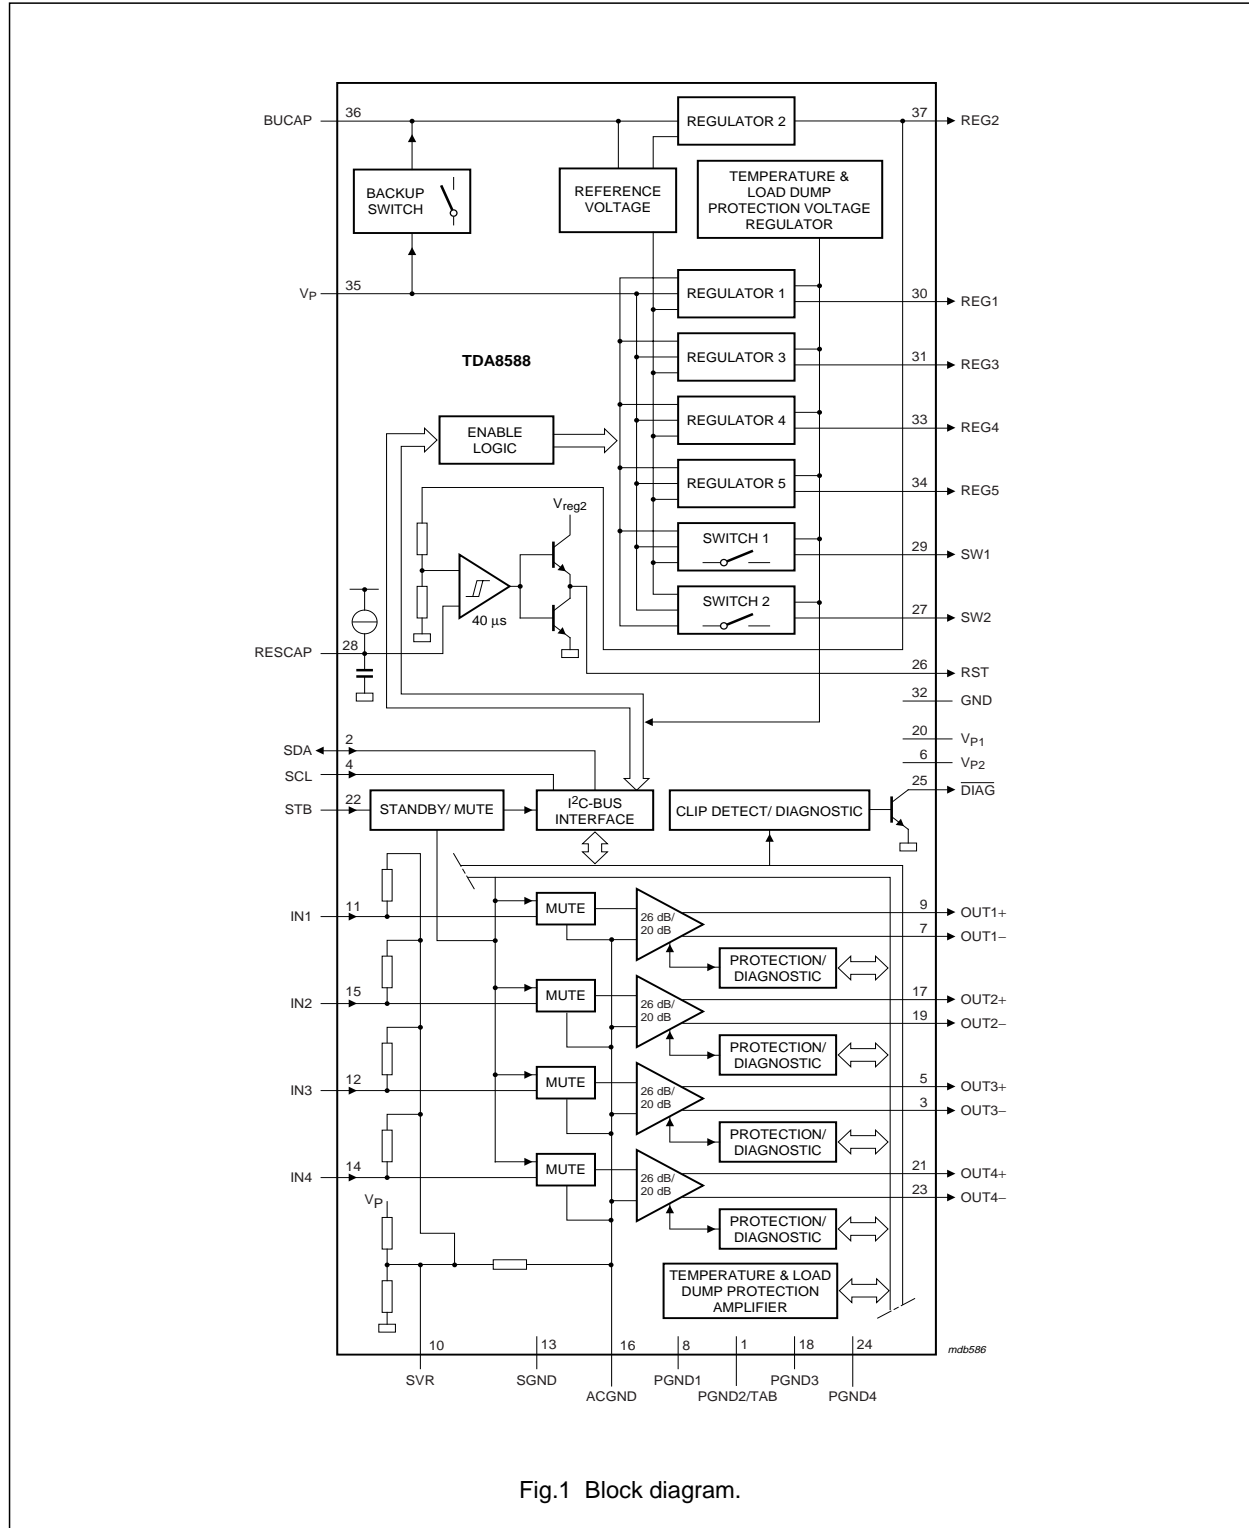 BUCAP
36
REGULATOR 2
37
REG2
BACKUP
SWITCH
REFERENCE
VOLTAGE
TEMPERATURE &
LOAD DUMP
PROTECTION VOLTAGE
REGULATOR
VP
35
REGULATOR 1
30
REG1
TDA8588
REGULATOR 3
31
REG3
ENABLE
LOGIC
REGULATOR 4
33
REG4
REGULATOR 5
34
REG5
Vreg2
SWITCH 1
29
SW1
40 μs
SWITCH 2
27
SW2
RESCAP
28
26
RST
32
GND
20
VP1
6
VP2
SDA
2
SCL
4
STB
22
STANDBY/ MUTE
I2C-BUS
INTERFACE
CLIP DETECT/ DIAGNOSTIC
25
DIAG
IN1
11
MUTE
26 dB/
20 dB
9
OUT1+
7
OUT1−
PROTECTION/
DIAGNOSTIC
IN2
15
MUTE
26 dB/
20 dB
17
OUT2+
19
OUT2−
PROTECTION/
DIAGNOSTIC
IN3
12
MUTE
26 dB/
20 dB
5
OUT3+
3
OUT3−
PROTECTION/
DIAGNOSTIC
IN4
14
MUTE
26 dB/
20 dB
21
OUT4+
23
OUT4−
PROTECTION/
DIAGNOSTIC
VP
TEMPERATURE & LOAD
DUMP PROTECTION
AMPLIFIER
10
13
16
8
1
18
24
mdb586
SVR
SGND
ACGND
PGND1
PGND2/TAB
PGND3
PGND4
Fig.1 Block diagram.